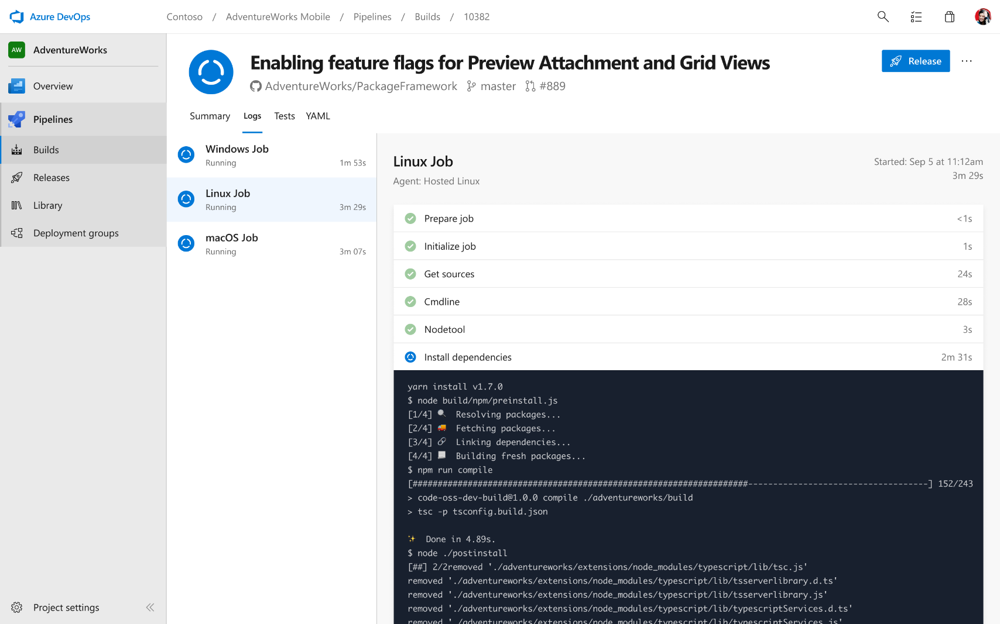 Azure DevOps
Contoso / AdventureWorks Mobile / Pipelines / Builds / 10382
AW AdventureWorks
Overview
Pipelines
Builds
Releases
Library
Deployment groups
Project settings
Enabling feature flags for Preview Attachment and Grid Views
AdventureWorks/PackageFramework master #889
Release
Summary Logs Tests YAML
Windows Job
Running 1m 53s
Linux Job
Running 3m 29s
macOS Job
Running 3m 07s
Linux Job
Agent: Hosted Linux
Started: Sep 5 at 11:12am
3m 29s
Prepare job <1s
Initialize job 1s
Get sources 24s
Cmdline 28s
Nodetool 3s
Install dependencies 2m 31s
yarn install v1.7.0
$ node build/npm/preinstall.js
[1/4] 🔍 Resolving packages...
[2/4] 🚚 Fetching packages...
[3/4] 🔗 Linking dependencies...
[4/4] 📃 Building fresh packages...
$ npm run compile
[###################################################################------------------------------------] 152/243
> code-oss-dev-build@1.0.0 compile ./adventureworks/build
> tsc -p tsconfig.build.json
✨ Done in 4.89s.
$ node ./postinstall
[##] 2/2removed './adventureworks/extensions/node_modules/typescript/lib/tsc.js'
removed './adventureworks/extensions/node_modules/typescript/lib/tsserverlibrary.d.ts'
removed './adventureworks/extensions/node_modules/typescript/lib/tsserverlibrary.js'
removed './adventureworks/extensions/node_modules/typescript/lib/typescriptServices.d.ts'
removed './adventureworks/extensions/node_modules/typescript/lib/typescriptServices.js'